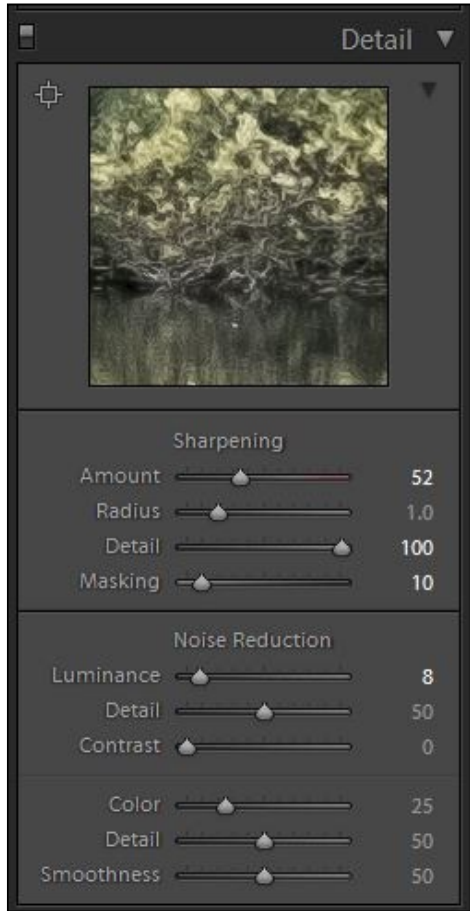 Detail
Sharpening
Amount 52
Radius 1.0
Detail 100
Masking 10
Noise Reduction
Luminance 8
Detail 50
Contrast 0
Color 25
Detail 50
Smoothness 50